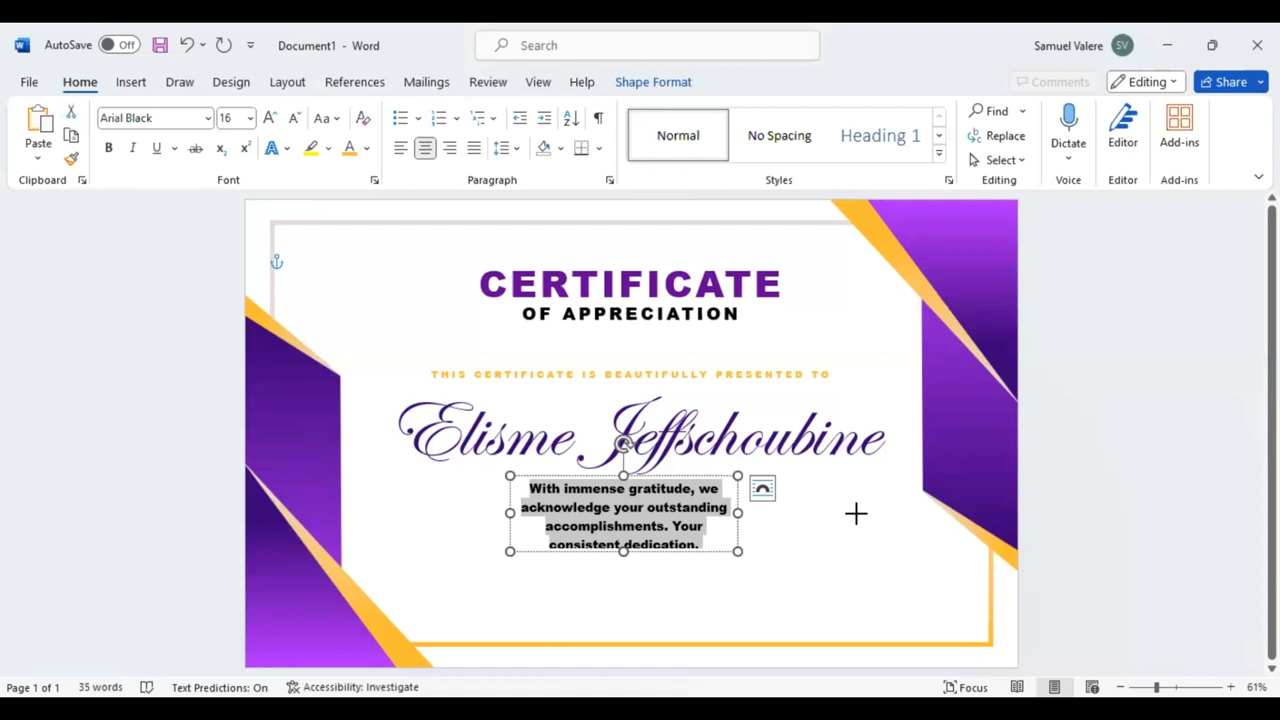 AutoSave Off Document1 - Word Search Samuel Valere SV
File Home Insert Draw Design Layout References Mailings Review View Help Shape Format Comments Editing Share
Paste Arial Black 16 Aa Normal No Spacing Heading 1 Find Replace Select Dictate Editor Add-ins
Clipboard Font Paragraph Styles Editing Voice Editor Add-ins
CERTIFICATE
OF APPRECIATION
THIS CERTIFICATE IS BEAUTIFULLY PRESENTED TO
Elisme Jeffschoubine
With immense gratitude, we
acknowledge your outstanding
accomplishments. Your
consistent dedication.
Page 1 of 1 35 words Text Predictions: On Accessibility: Investigate Focus 61%